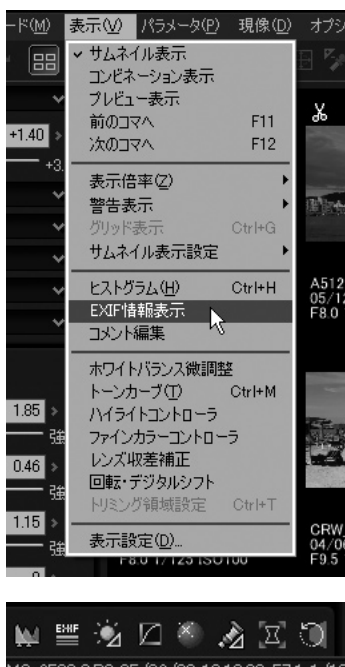 ード(M) 表示(V) パラメータ(P) 現像(D) オプシ
サムネイル表示
コンビネーション表示
プレビュー表示
前のコマへ F11
次のコマへ F12
+1.40
+3.
表示倍率(Z)
警告表示
グリッド表示 Ctrl+G
サムネイル表示設定
ヒストグラム(H) Ctrl+H
A512
EXIF情報表示
05/12
F8.0
コメント編集
ホワイトバランス微調整
トーンカーブ(T) Ctrl+M
1.85
ハイライトコントローラ
強
ファインカラーコントローラ
0.46
レンズ収差補正
強
回転・デジタルシフト
トリミング領域設定 Ctrl+T
1.15
強
表示設定(D)...
CRW
04/0
F9.5
F8.0 1/125 ISO100
EXIF